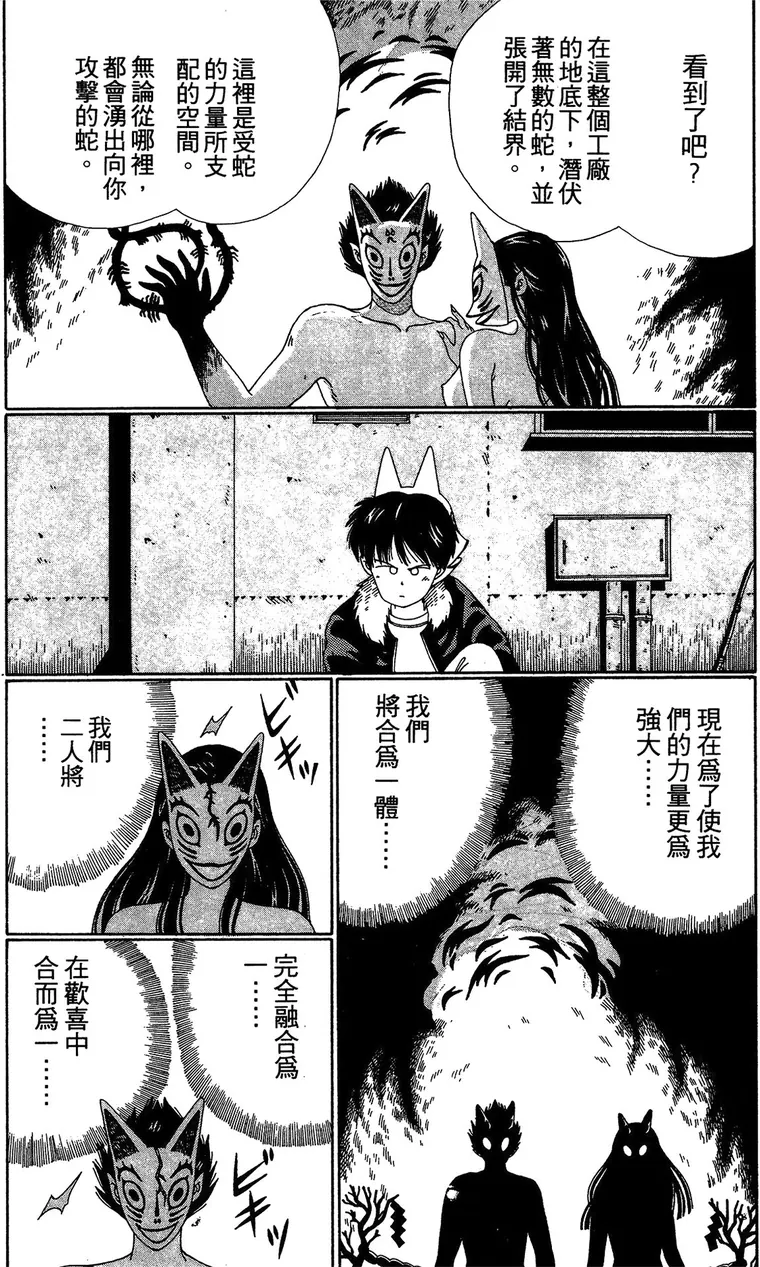 看到了吧?
在這整個工廠
的地底下，潛伏
著無數的蛇，並
張開了結界。
這裡是受蛇
的力量所支
配的空間。
無論從哪裡，
都會湧出向你
攻擊的蛇。
現在爲了使我
們的力量更爲
強大……
我們
將合爲一體……
ビキッ
我們
二人將
……
完全融合爲
一……
在歡喜中
合而爲一……
ビキッ